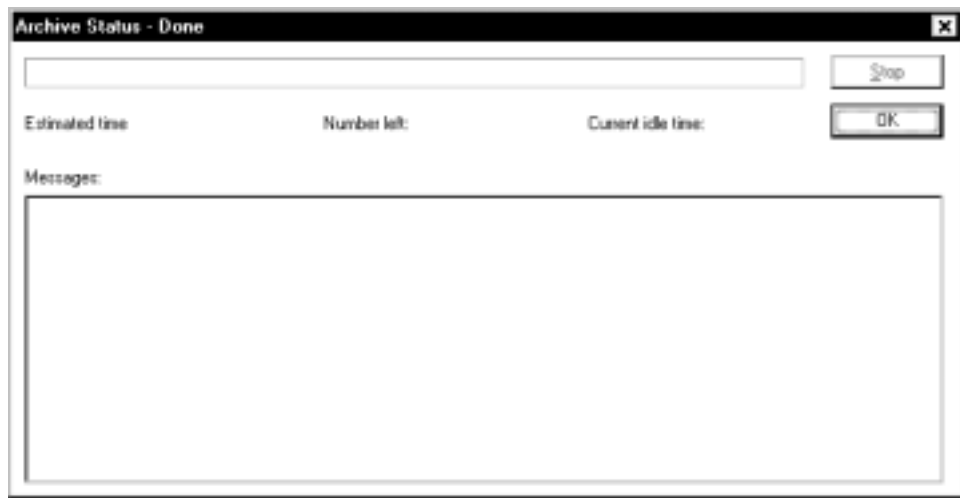 Archive Status - Done
Stop
Estimated time Number left: Current idle time:
OK
Messages: